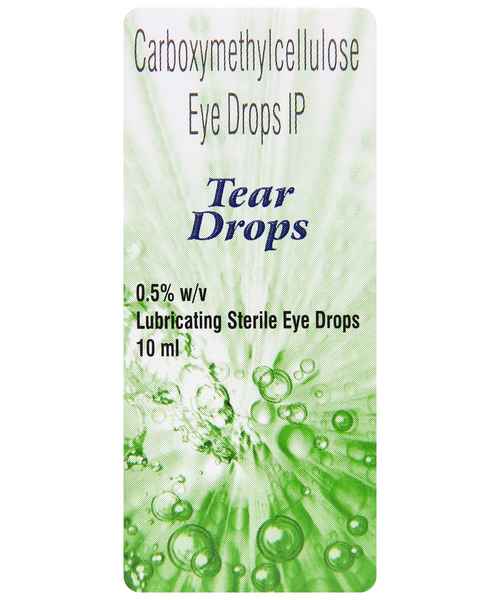 Carboxymethylcellulose
Eye Drops IP
Tear
Drops
0.5% w/v
Lubricating Sterile Eye Drops
10 ml